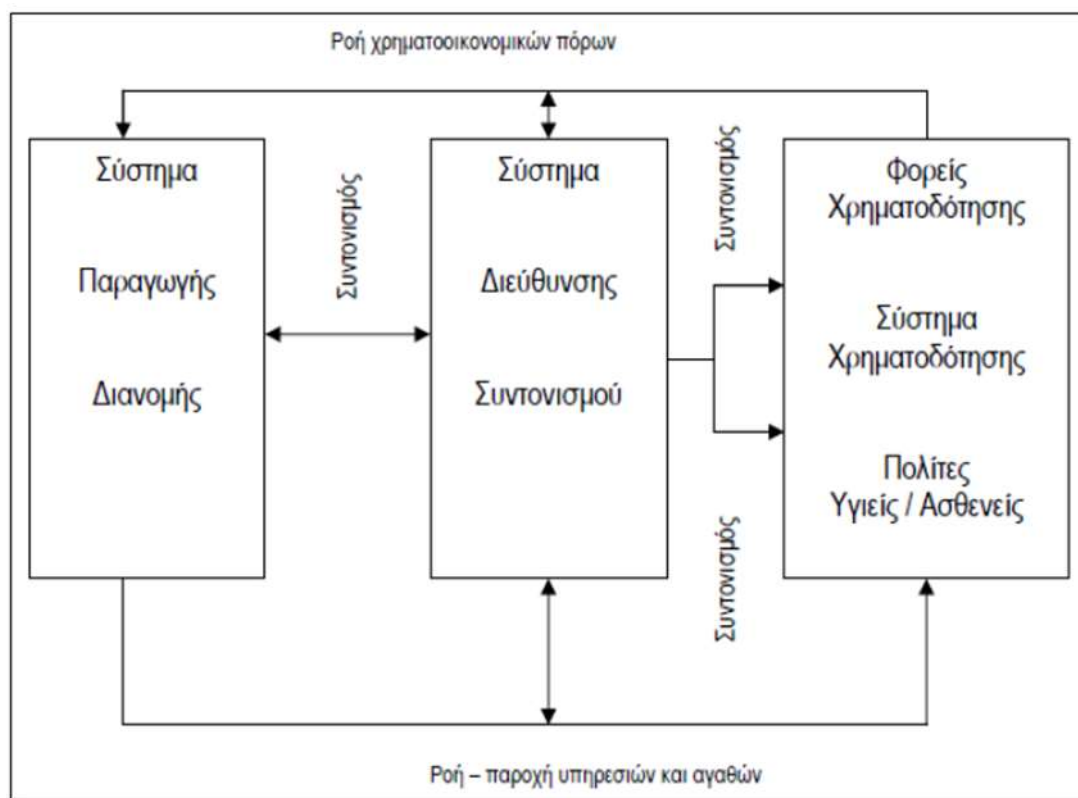 Ροή χρηματοοικονομικών πόρων
Σύστημα
Παραγωγής
Διανομής
Συντονισμός
Σύστημα
Διεύθυνσης
Συντονισμού
Συντονισμός
Συντονισμός
Φορείς
Χρηματοδότησης
Σύστημα
Χρηματοδότησης
Πολίτες
Υγιείς / Ασθενείς
Ροή – παροχή υπηρεσιών και αγαθών